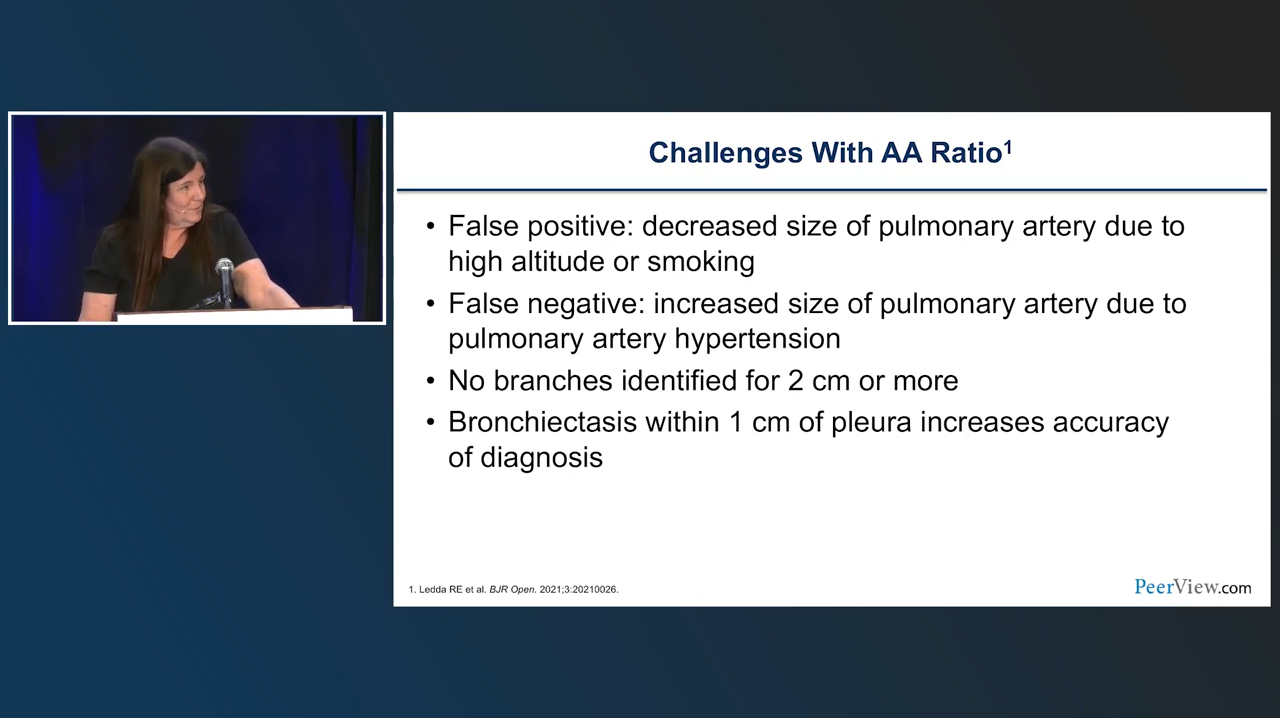 Challenges With AA Ratio¹
• False positive: decreased size of pulmonary artery due to
high altitude or smoking
• False negative: increased size of pulmonary artery due to
pulmonary artery hypertension
• No branches identified for 2 cm or more
• Bronchiectasis within 1 cm of pleura increases accuracy
of diagnosis
1. Ledda RE et al. BJR Open. 2021;3:20210026.
PeerView.com